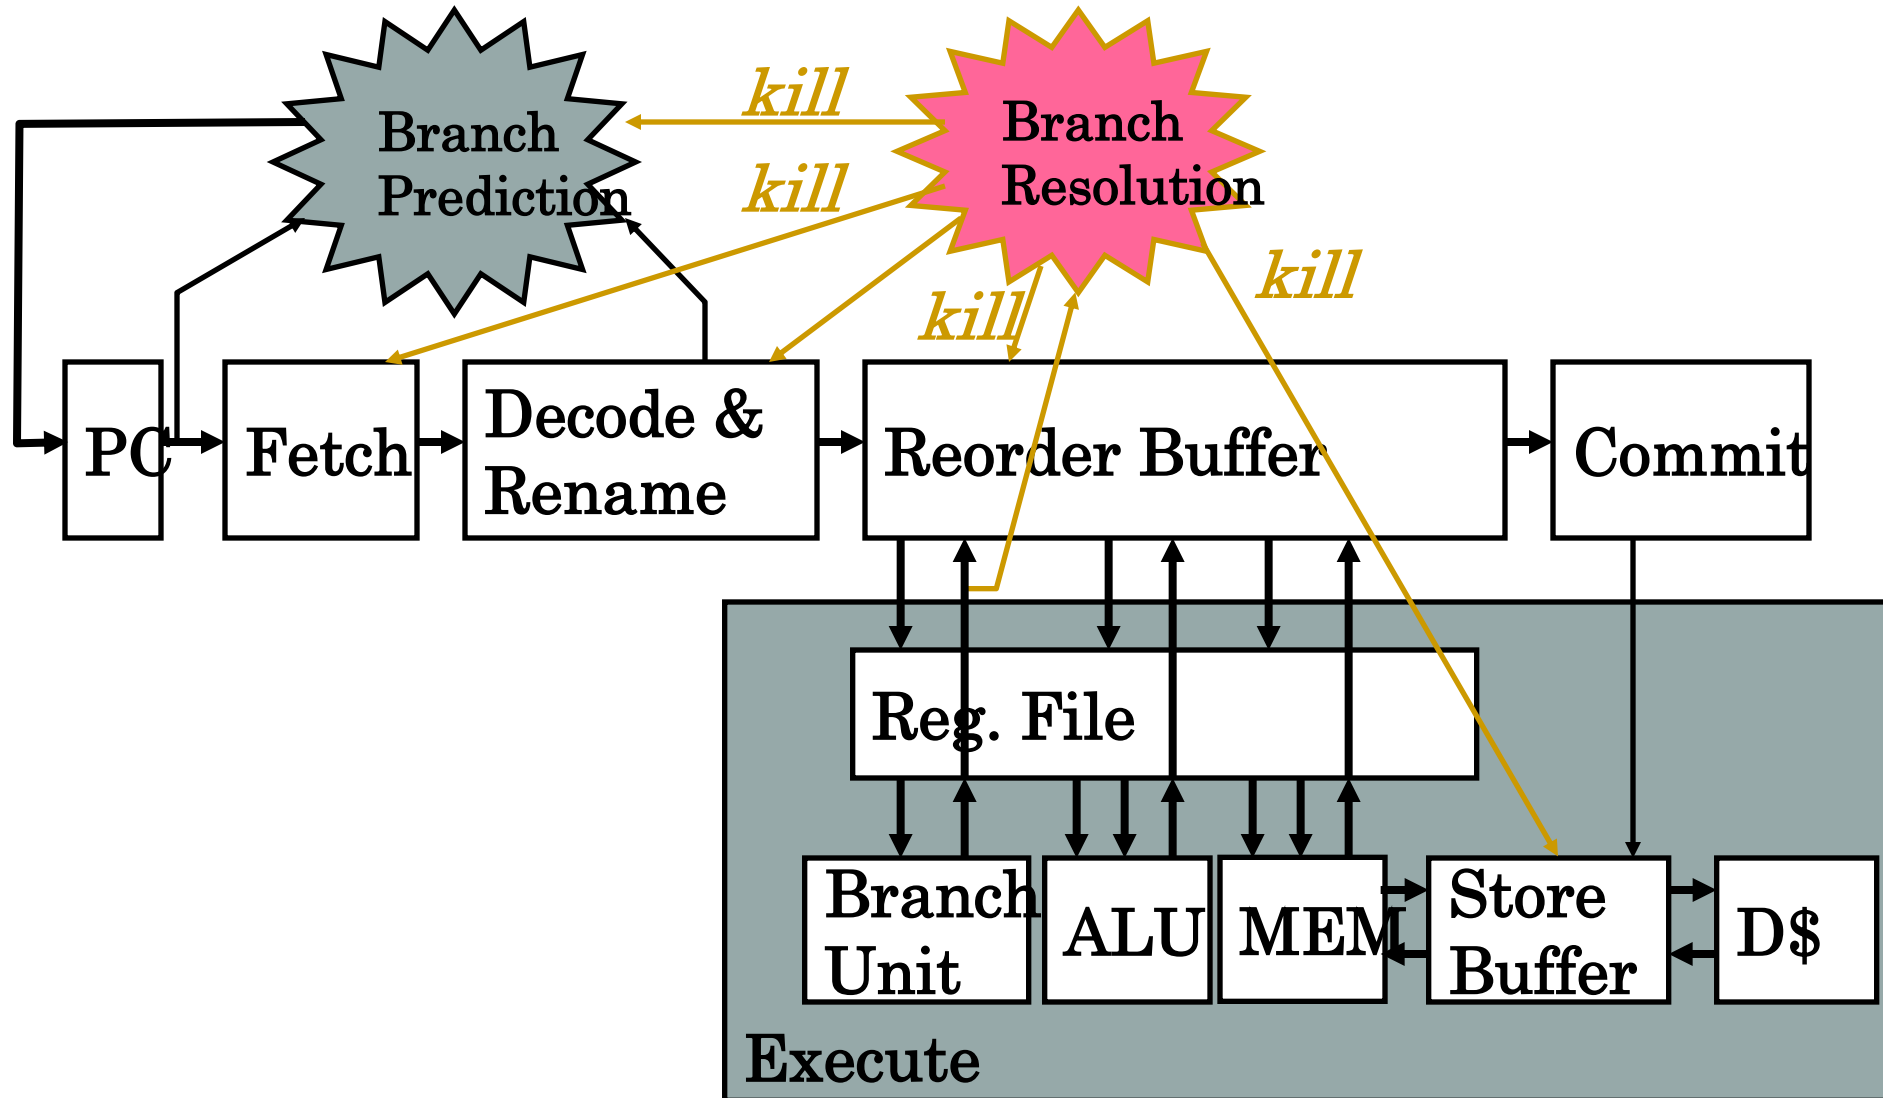 Branch
Prediction
kill
kill
Branch
Resolution
kill
kill
PC
Fetch
Decode &
Rename
Reorder Buffer
Commit
Reg. File
Branch
Unit
ALU
MEM
Store
Buffer
D$
Execute